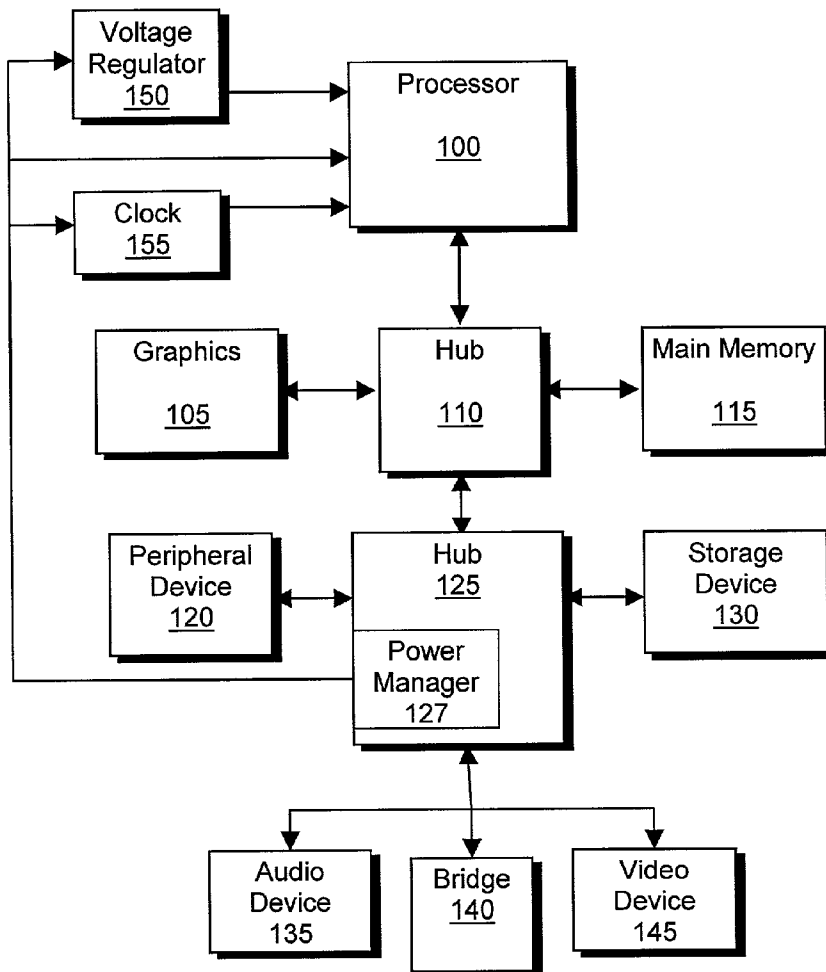 Voltage
Regulator
150
Processor
100
Clock
155
Graphics
105
Hub
110
Main Memory
115
Peripheral
Device
120
Hub
125
Power
Manager
127
Storage
Device
130
Audio
Device
135
Bridge
140
Video
Device
145